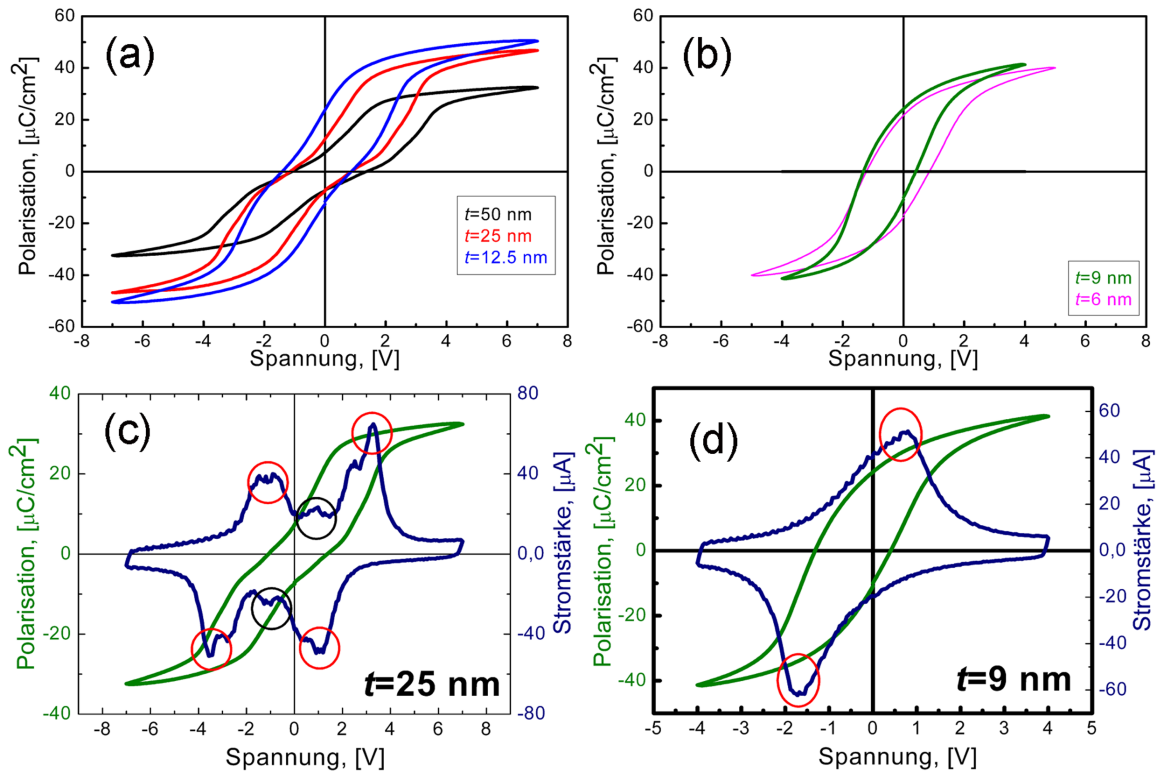 (a)
60
40
20
0
-20
-40
-60
Polarisation, [µC/cm²]
-8 -6 -4 -2 0 2 4 6 8
Spannung, [V]
t=50 nm
t=25 nm
t=12.5 nm
(b)
60
40
20
0
-20
-40
-60
Polarisation, [µC/cm²]
-8 -6 -4 -2 0 2 4 6 8
Spannung, [V]
t=9 nm
t=6 nm
(c)
40
20
0
-20
-40
Polarisation, [µC/cm²]
80
40
0,0
-40
-80
Stromstärke, [µA]
-8 -6 -4 -2 0 2 4 6 8
Spannung, [V]
t=25 nm
(d)
40
20
0
-20
-40
Polarisation, [µC/cm²]
60
40
20
0,0
-20
-40
-60
Stromstärke, [µA]
-5 -4 -3 -2 -1 0 1 2 3 4 5
Spannung, [V]
t=9 nm